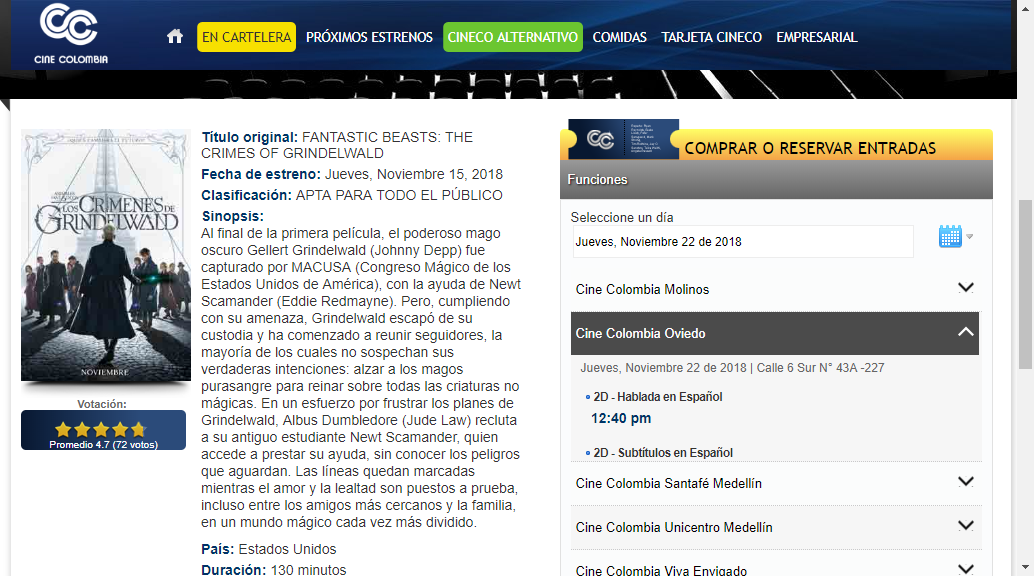 CINE COLOMBIA
EN CARTELERA
PRÓXIMOS ESTRENOS
CINECO ALTERNATIVO
COMIDAS
TARJETA CINECO
EMPRESARIAL
LOS CRÍMENES DE
GRINDELWALD
NOVIEMBRE
Votación:
Promedio 4.7 (72 votos)
Título original: FANTASTIC BEASTS: THE
CRIMES OF GRINDELWALD
Fecha de estreno: Jueves, Noviembre 15, 2018
Clasificación: APTA PARA TODO EL PÚBLICO
Sinopsis:
Al final de la primera película, el poderoso mago
oscuro Gellert Grindelwald (Johnny Depp) fue
capturado por MACUSA (Congreso Mágico de los
Estados Unidos de América), con la ayuda de Newt
Scamander (Eddie Redmayne). Pero, cumpliendo
con su amenaza, Grindelwald escapó de su
custodia y ha comenzado a reunir seguidores, la
mayoría de los cuales no sospechan sus
verdaderas intenciones: alzar a los magos
purasangre para reinar sobre todas las criaturas no
mágicas. En un esfuerzo por frustrar los planes de
Grindelwald, Albus Dumbledore (Jude Law) recluta
a su antiguo estudiante Newt Scamander, quien
accede a prestar su ayuda, sin conocer los peligros
que aguardan. Las líneas quedan marcadas
mientras el amor y la lealtad son puestos a prueba,
incluso entre los amigos más cercanos y la familia,
en un mundo mágico cada vez más dividido.
País: Estados Unidos
Duración: 130 minutos
COMPRAR O RESERVAR ENTRADAS
Funciones
Seleccione un día
Jueves, Noviembre 22 de 2018
Cine Colombia Molinos
Cine Colombia Oviedo
Jueves, Noviembre 22 de 2018 | Calle 6 Sur N° 43A -227
2D - Hablada en Español
12:40 pm
2D - Subtítulos en Español
Cine Colombia Santafé Medellín
Cine Colombia Unicentro Medellín
Cine Colombia Viva Envigado